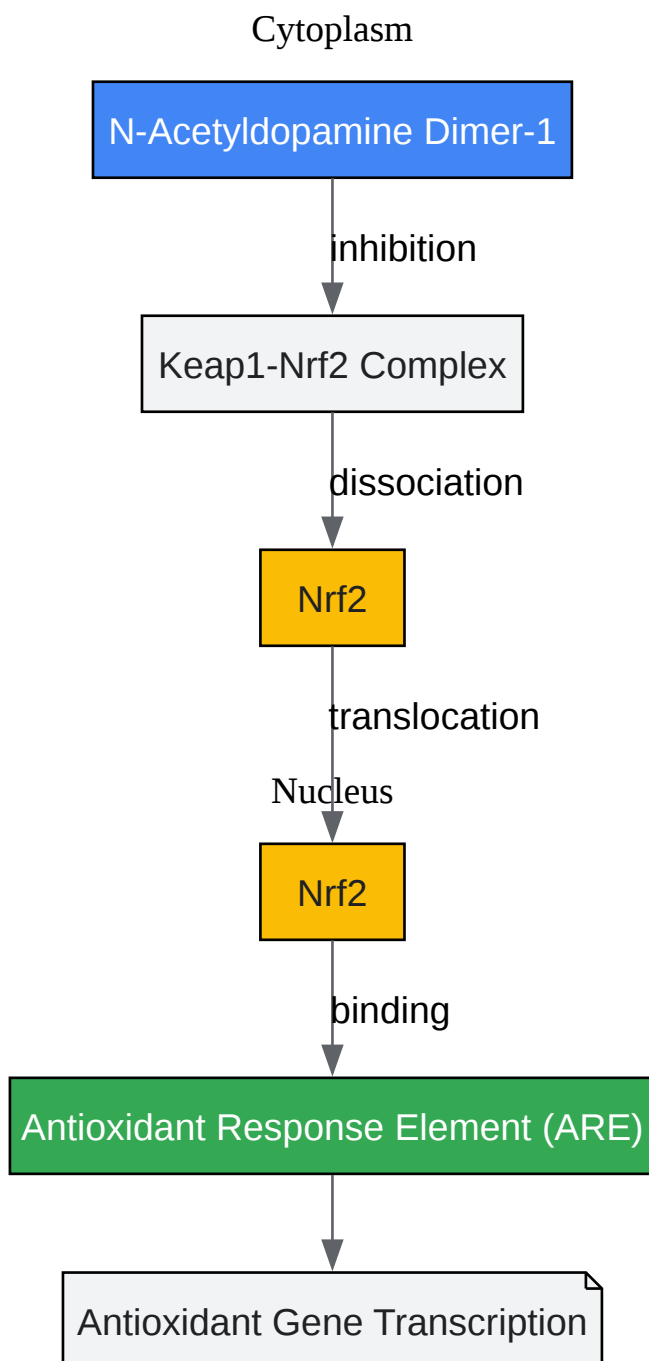 Cytoplasm
N-Acetyldopamine Dimer-1
inhibition
Keap1-Nrf2 Complex
dissociation
Nrf2
translocation
Nucleus
Nrf2
binding
Antioxidant Response Element (ARE)
Antioxidant Gene Transcription